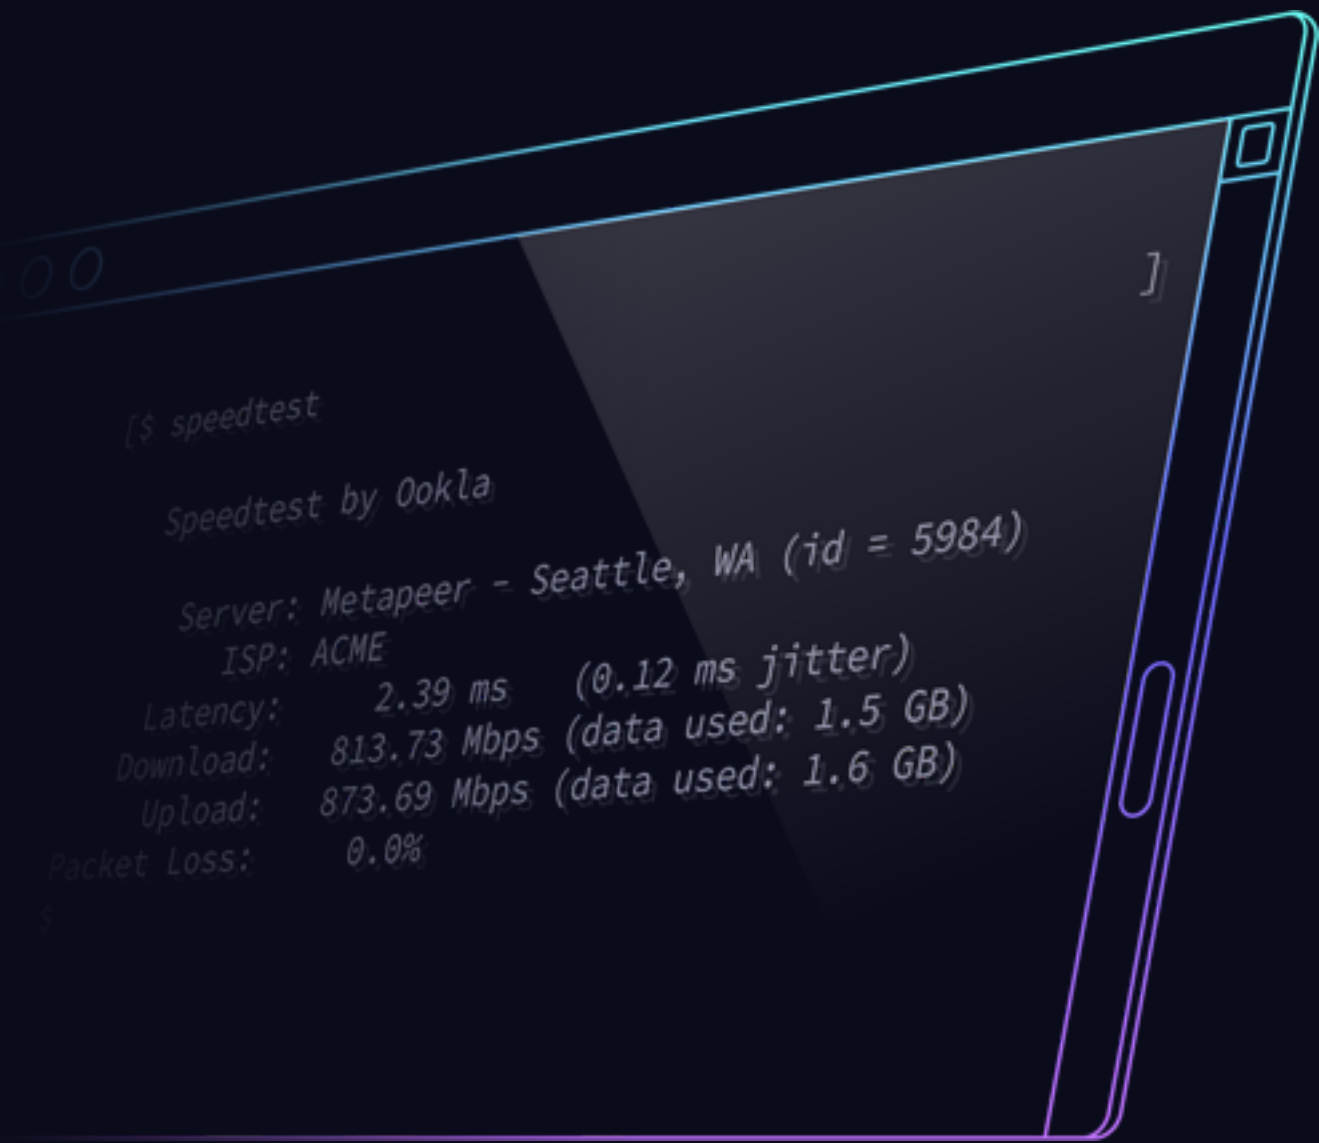 [$ speedtest ]
Speedtest by Ookla
Server: Metapeer - Seattle, WA (id = 5984)
ISP: ACME
Latency: 2.39 ms (0.12 ms jitter)
Download: 813.73 Mbps (data used: 1.5 GB)
Upload: 873.69 Mbps (data used: 1.6 GB)
Packet Loss: 0.0%
$